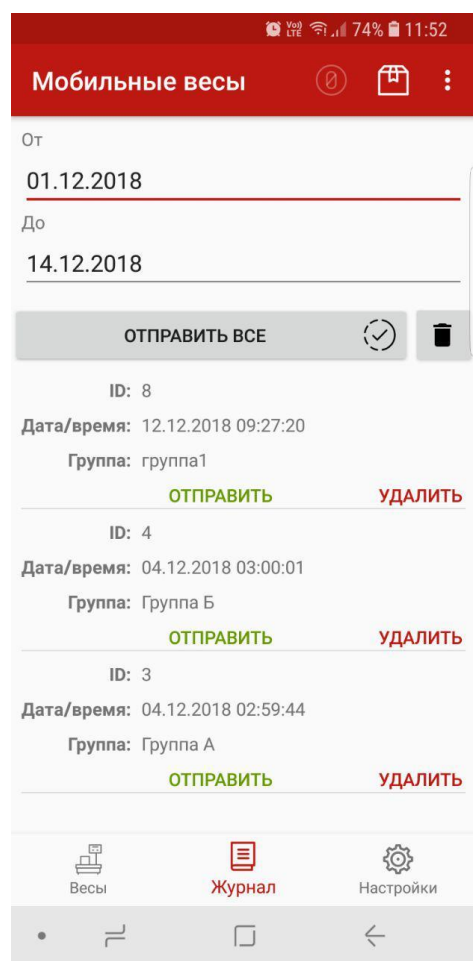 Vo)) LTE 74% 11:52
Мобильные весы 0
От
01.12.2018
До
14.12.2018
ОТПРАВИТЬ ВСЕ
ID: 8
Дата/время: 12.12.2018 09:27:20
Группа: группа1
ОТПРАВИТЬ УДАЛИТЬ
ID: 4
Дата/время: 04.12.2018 03:00:01
Группа: Группа Б
ОТПРАВИТЬ УДАЛИТЬ
ID: 3
Дата/время: 04.12.2018 02:59:44
Группа: Группа А
ОТПРАВИТЬ УДАЛИТЬ
Весы Журнал Настройки